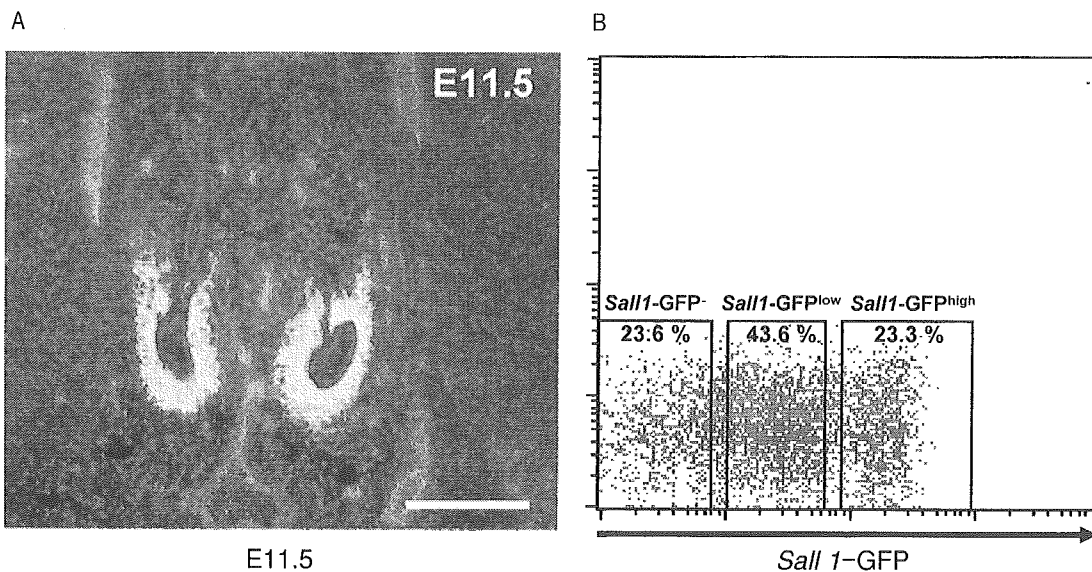 A
B
E11.5
Sall1-GFP- Sall1-GFPlow Sall1-GFPhigh
23.6 % 43.6 % 23.3 %
E11.5
Sall 1-GFP